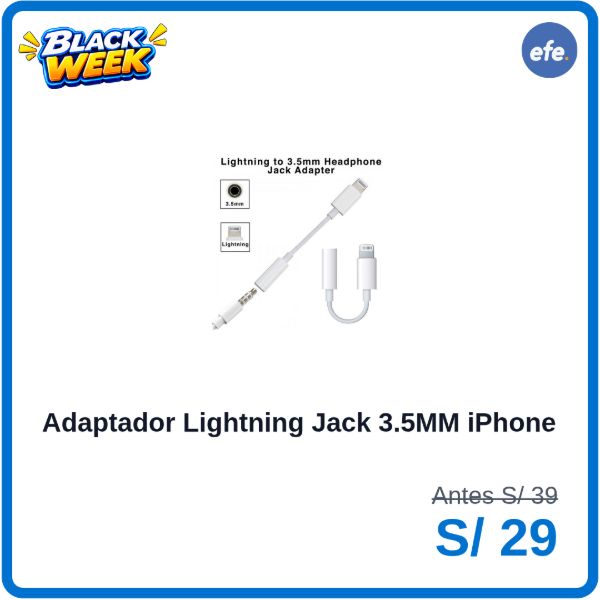 BLACK
WEEK
efe.
Lightning to 3.5mm Headphone
Jack Adapter
3.5mm
Lightning
Adaptador Lightning Jack 3.5MM iPhone
Antes S/ 39
S/ 29